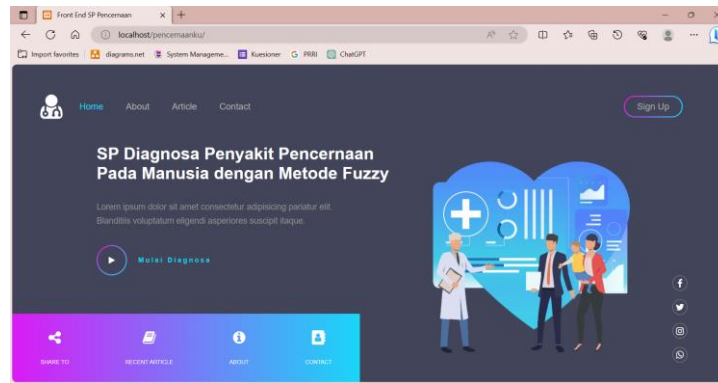 Front End SP Pencernaan
localhost/pencernaanku/
Import favorites
diagrams.net
System Manageme...
Kuesioner
PRRI
ChatGPT
Home
About
Article
Contact
Sign Up
SP Diagnosa Penyakit Pencernaan
Pada Manusia dengan Metode Fuzzy
Lorem ipsum dolor sit amet consectetur adipisicing pariatur elit.
Blanditiis voluptatum eligendi asperiores suscipit itaque.
Mulai Diagnosa
SHARE TO
RECENT ARTICLE
ABOUT
CONTACT